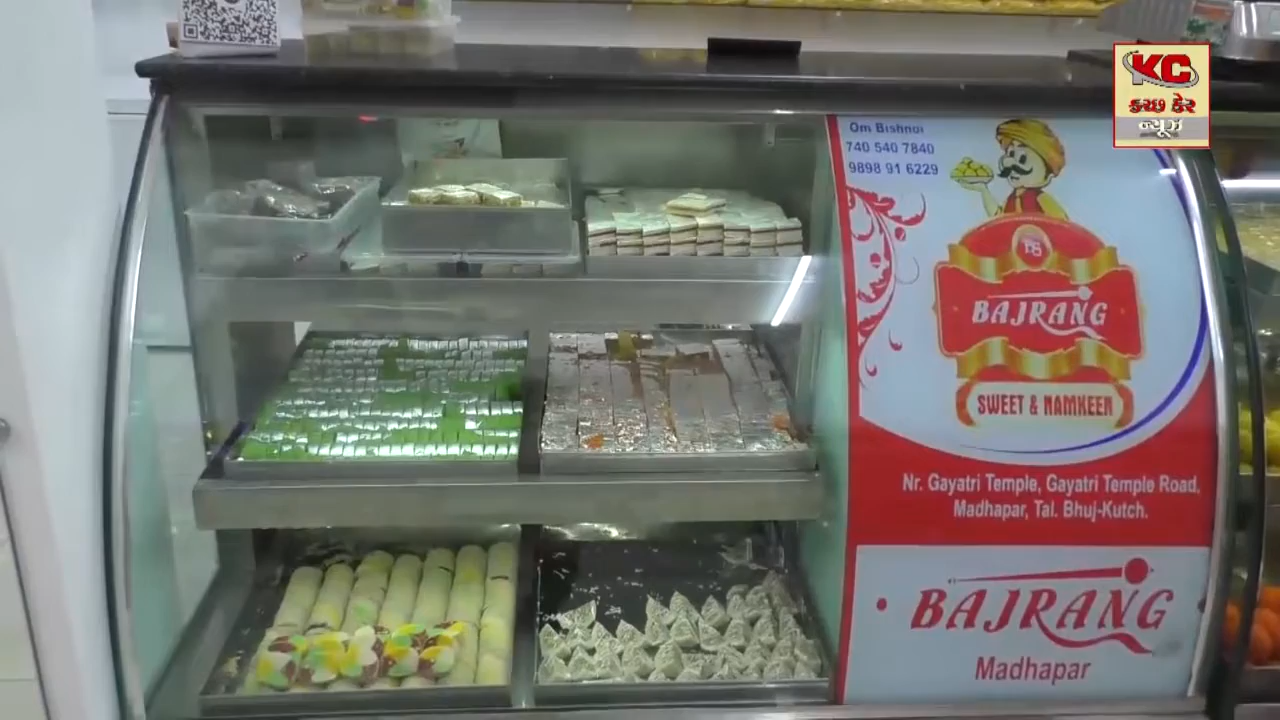 KC
કચ્છ કેર
ન્યૂઝ
Om Bishnoi
740 540 7840
9898 91 6229
BS
BAJRANG
SWEET & NAMKEEN
Nr. Gayatri Temple, Gayatri Temple Road,
Madhapar, Tal. Bhuj-Kutch.
BAJRANG
Madhapar